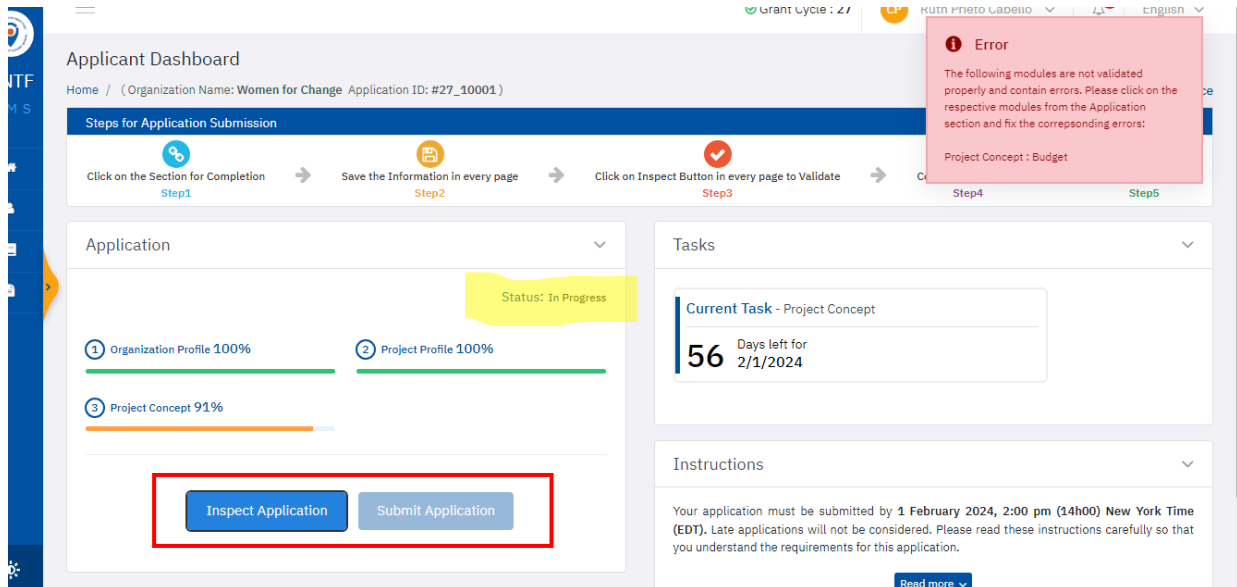 Grant Cycle : 27
CP
Ruth Prieto Cabello
English
NTF
M S
Applicant Dashboard
Home / ( Organization Name: Women for Change Application ID: #27_10001 )
ce
Error
The following modules are not validated
properly and contain errors. Please click on the
respective modules from the Application
section and fix the correpsonding errors:
Project Concept : Budget
Steps for Application Submission
Click on the Section for Completion
Step1
Save the Information in every page
Step2
Click on Inspect Button in every page to Validate
Step3
Step4
Step5
Application
Status: In Progress
1 Organization Profile 100%
2 Project Profile 100%
3 Project Concept 91%
Inspect Application
Submit Application
Tasks
Current Task - Project Concept
56
Days left for
2/1/2024
Instructions
Your application must be submitted by 1 February 2024, 2:00 pm (14h00) New York Time
(EDT). Late applications will not be considered. Please read these instructions carefully so that
you understand the requirements for this application.
Read more